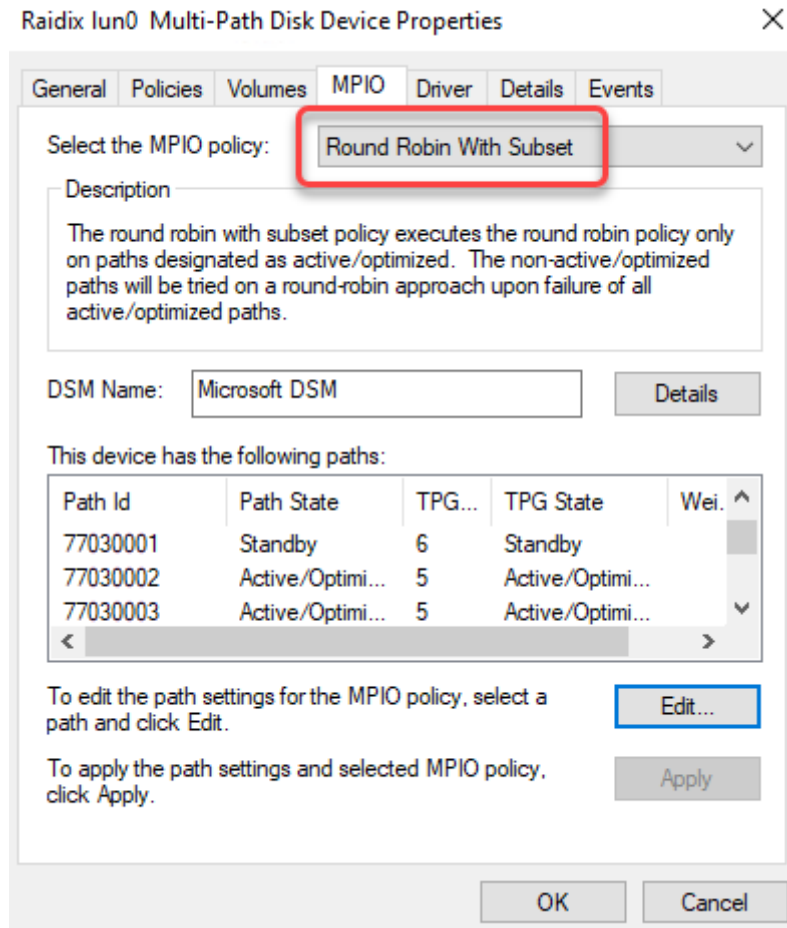 Raidix lun0 Multi-Path Disk Device Properties
General Policies Volumes MPIO Driver Details Events
Select the MPIO policy: Round Robin With Subset
Description
The round robin with subset policy executes the round robin policy only
on paths designated as active/optimized. The non-active/optimized
paths will be tried on a round-robin approach upon failure of all
active/optimized paths.
DSM Name: Microsoft DSM Details
This device has the following paths:
Path Id Path State TPG... TPG State Wei.
77030001 Standby 6 Standby
77030002 Active/Optimi... 5 Active/Optimi...
77030003 Active/Optimi... 5 Active/Optimi...
To edit the path settings for the MPIO policy, select a
path and click Edit.
Edit...
To apply the path settings and selected MPIO policy,
click Apply.
Apply
OK Cancel